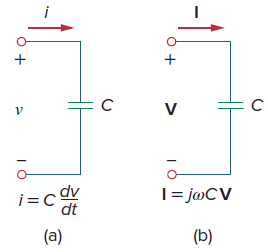 i
I
+
+
v
C
V
C
−
−
i = C dv/dt
I = jωCV
(a)
(b)